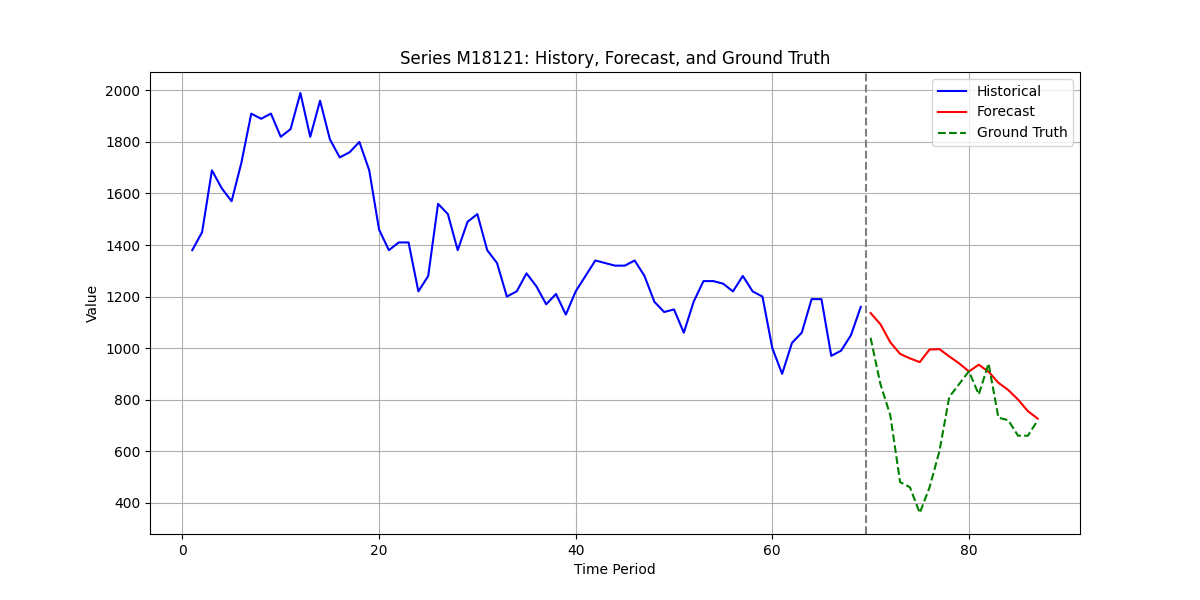 Series M18121: History, Forecast, and Ground Truth
Historical
Forecast
Ground Truth
2000
1800
1600
1400
1200
1000
800
600
400
Value
0
20
40
60
80
Time Period